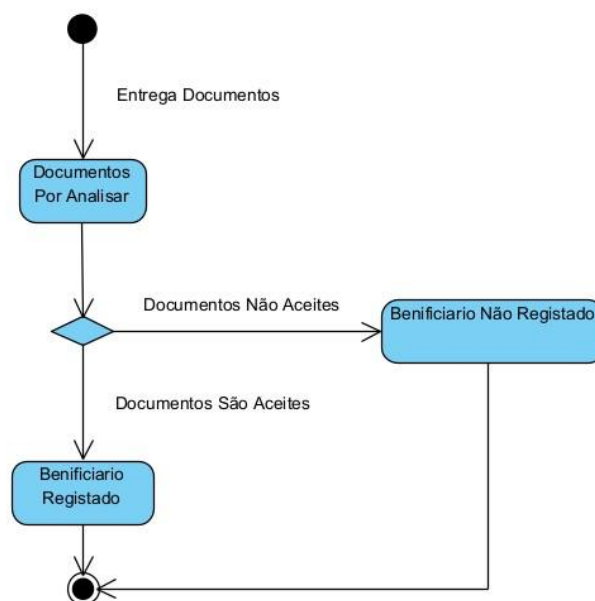 Entrega Documentos
Documentos
Por Analisar
Documentos Não Aceites
Benificiario Não Registado
Documentos São Aceites
Benificiario
Registado